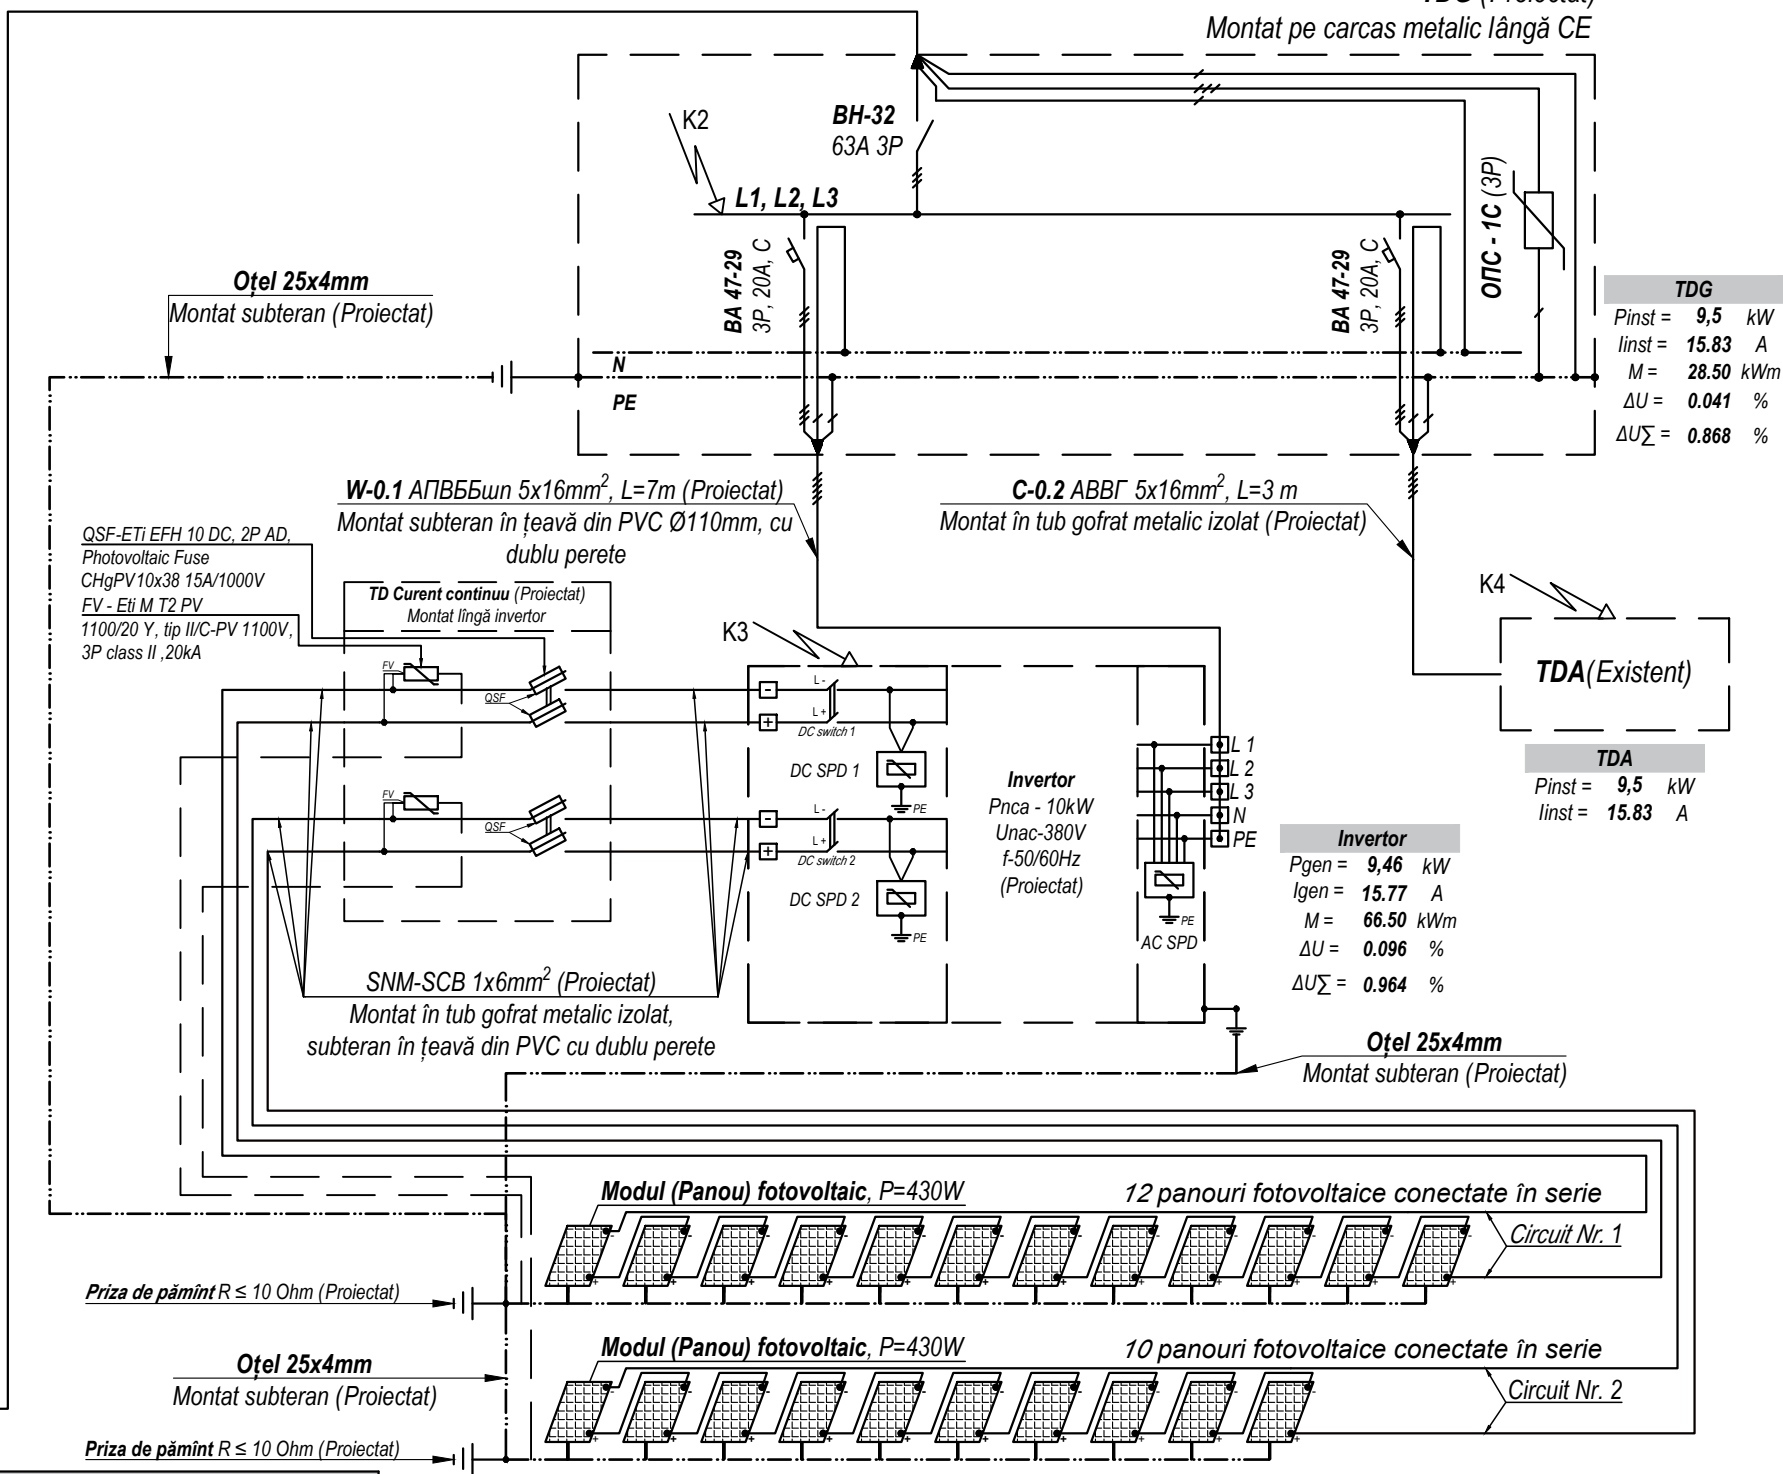 Montat pe carcas metalic lângă CE
K2
BH-32
63A 3P
L1, L2, L3
BA 47-29
3P, 20A, C
BA 47-29
3P, 20A, C
ОПС - 1С (3P)
Oțel 25x4mm
Montat subteran (Proiectat)
N
PE
TDG
Pinst = 9,5 kW
Iinst = 15.83 A
M = 28.50 kWm
ΔU = 0.041 %
ΔU∑ = 0.868 %
W-0.1 АПВББшп 5x16mm², L=7m (Proiectat)
Montat subteran în țeavă din PVC Ø110mm, cu
dublu perete
C-0.2 АВВГ 5x16mm², L=3 m
Montat în tub gofrat metalic izolat (Proiectat)
QSF-ETi EFH 10 DC, 2P AD,
Photovoltaic Fuse
CHgPV10x38 15A/1000V
FV - Eti M T2 PV
1100/20 Y, tip II/C-PV 1100V,
3P class II ,20kA
TD Curent continuu (Proiectat)
Montat lîngă invertor
K3
K4
TDA(Existent)
FV
QSF
FV
QSF
-
+
L -
L +
DC switch 1
DC SPD 1
PE
-
+
L -
L +
DC switch 2
DC SPD 2
PE
Invertor
Pnca - 10kW
Unac-380V
f-50/60Hz
(Proiectat)
L 1
L 2
L 3
N
PE
PE
AC SPD
TDA
Pinst = 9,5 kW
Iinst = 15.83 A
Invertor
Pgen = 9,46 kW
Igen = 15.77 A
M = 66.50 kWm
ΔU = 0.096 %
ΔU∑ = 0.964 %
SNM-SCB 1x6mm² (Proiectat)
Montat în tub gofrat metalic izolat,
subteran în țeavă din PVC cu dublu perete
Oțel 25x4mm
Montat subteran (Proiectat)
Modul (Panou) fotovoltaic, P=430W
12 panouri fotovoltaice conectate în serie
Circuit Nr. 1
Priza de pămînt R ≤ 10 Ohm (Proiectat)
Modul (Panou) fotovoltaic, P=430W
10 panouri fotovoltaice conectate în serie
Circuit Nr. 2
Oțel 25x4mm
Montat subteran (Proiectat)
Priza de pămînt R ≤ 10 Ohm (Proiectat)